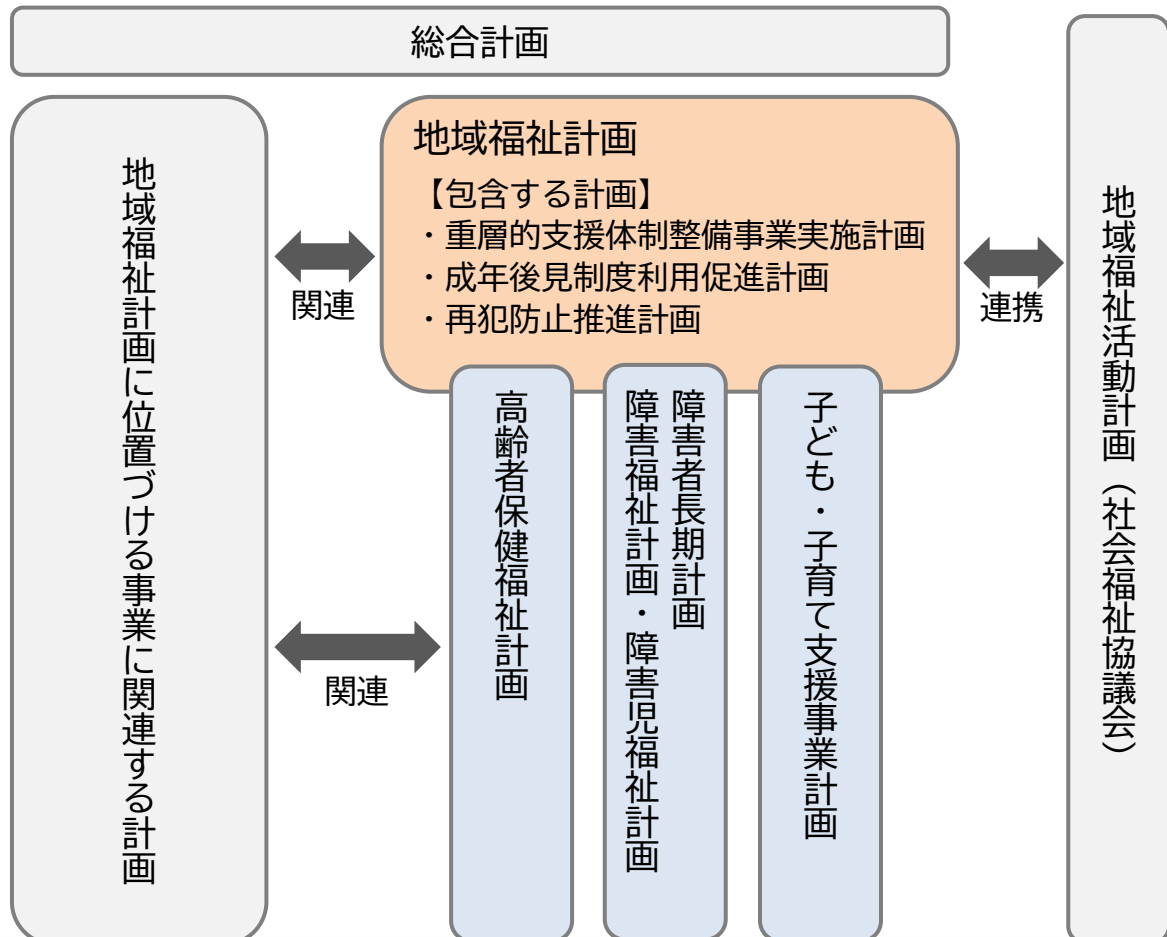 総合計画
地域福祉計画に位置づける事業に関連する計画
関連
地域福祉計画
【包含する計画】
・重層的支援体制整備事業実施計画
・成年後見制度利用促進計画
・再犯防止推進計画
連携
地域福祉活動計画（社会福祉協議会）
関連
高齢者保健福祉計画
障害者長期計画
障害福祉計画・障害児福祉計画
子ども・子育て支援事業計画